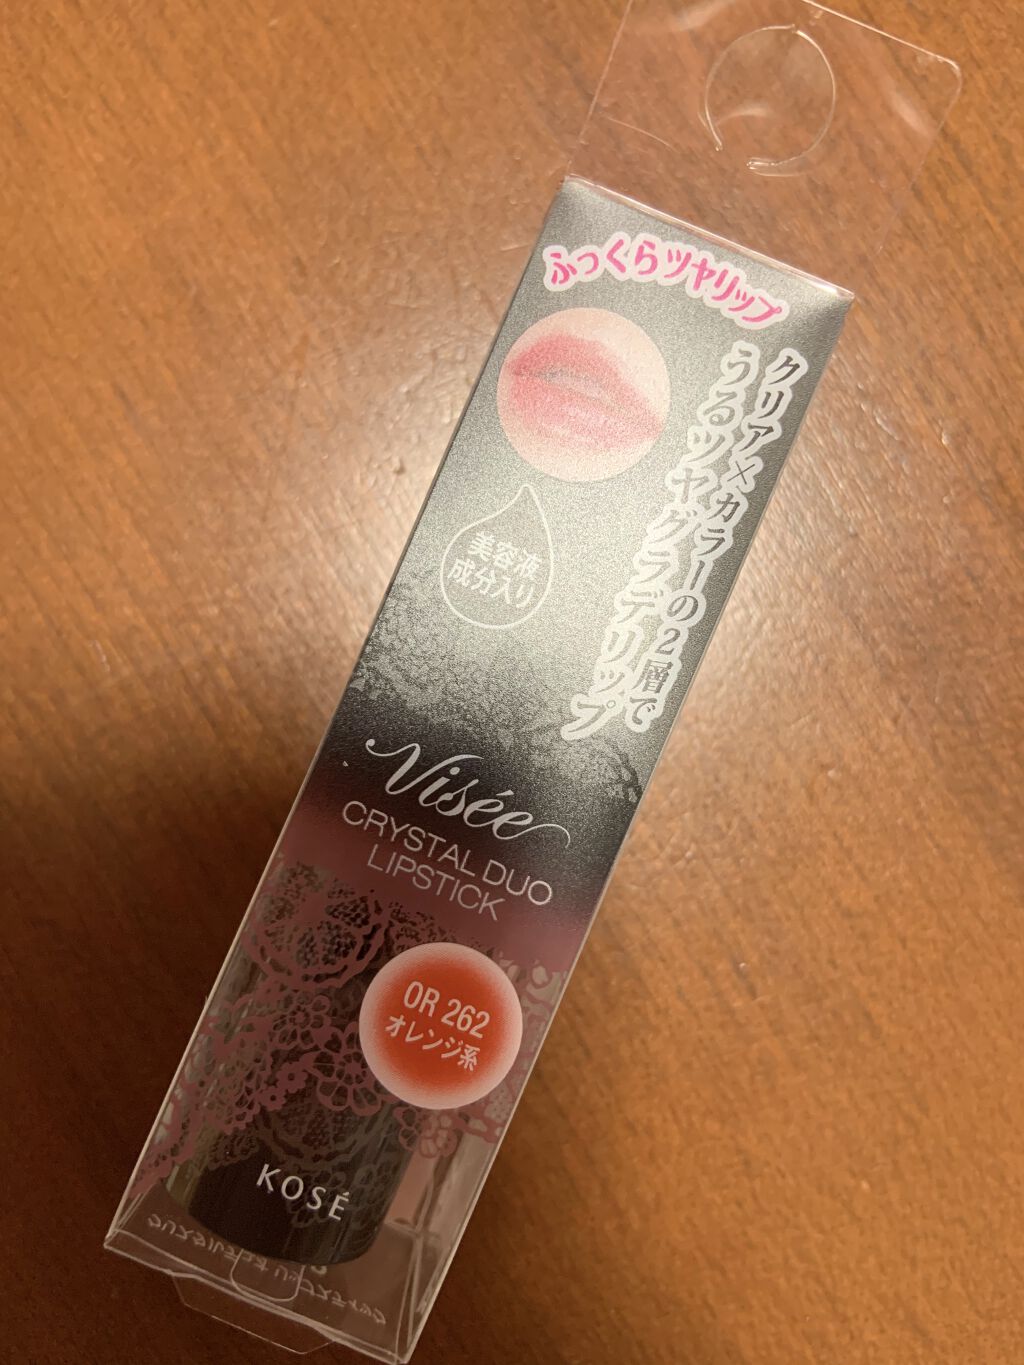 ふっくらツヤリップ
クリア×カラーの2層で
うるツヤグラデリップ
美容液
成分入り
Visée
CRYSTAL DUO
LIPSTICK
OR 262
オレンジ系
KOSÉ